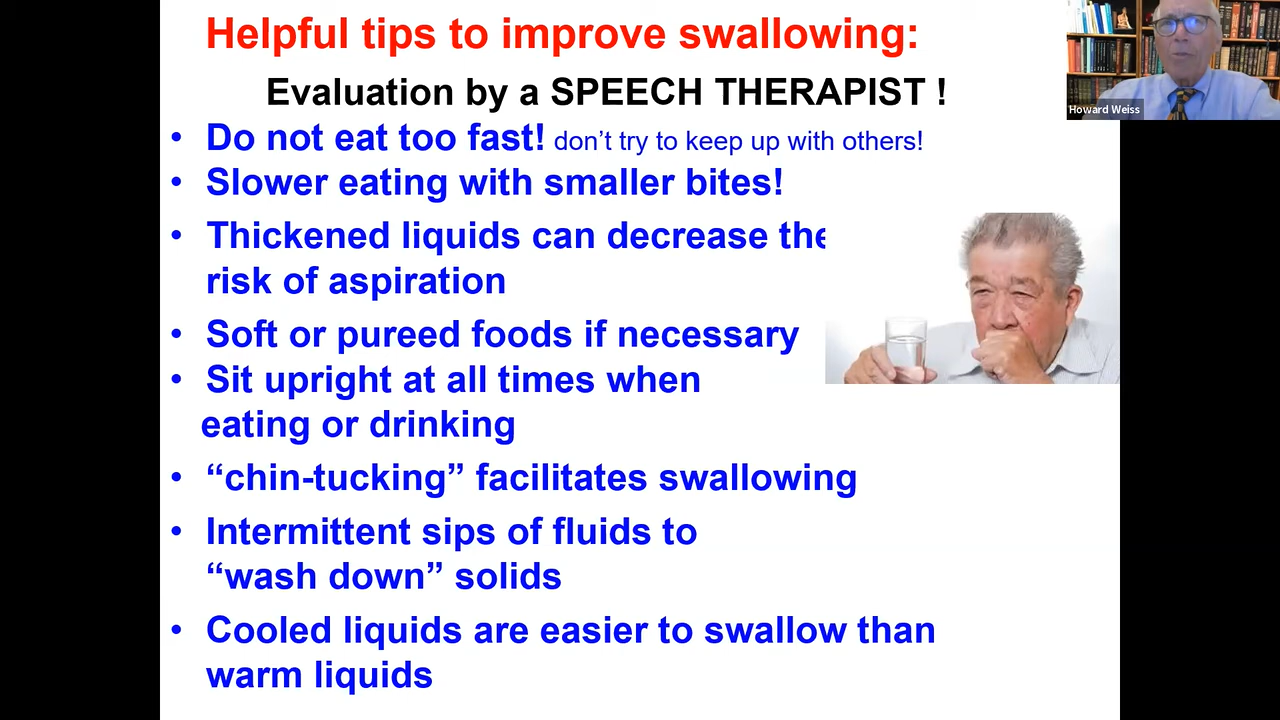 Helpful tips to improve swallowing:
Evaluation by a SPEECH THERAPIST !
• Do not eat too fast! don't try to keep up with others!
• Slower eating with smaller bites!
• Thickened liquids can decrease the
risk of aspiration
• Soft or pureed foods if necessary
• Sit upright at all times when
eating or drinking
• “chin-tucking” facilitates swallowing
• Intermittent sips of fluids to
“wash down” solids
• Cooled liquids are easier to swallow than
warm liquids
Howard Weiss